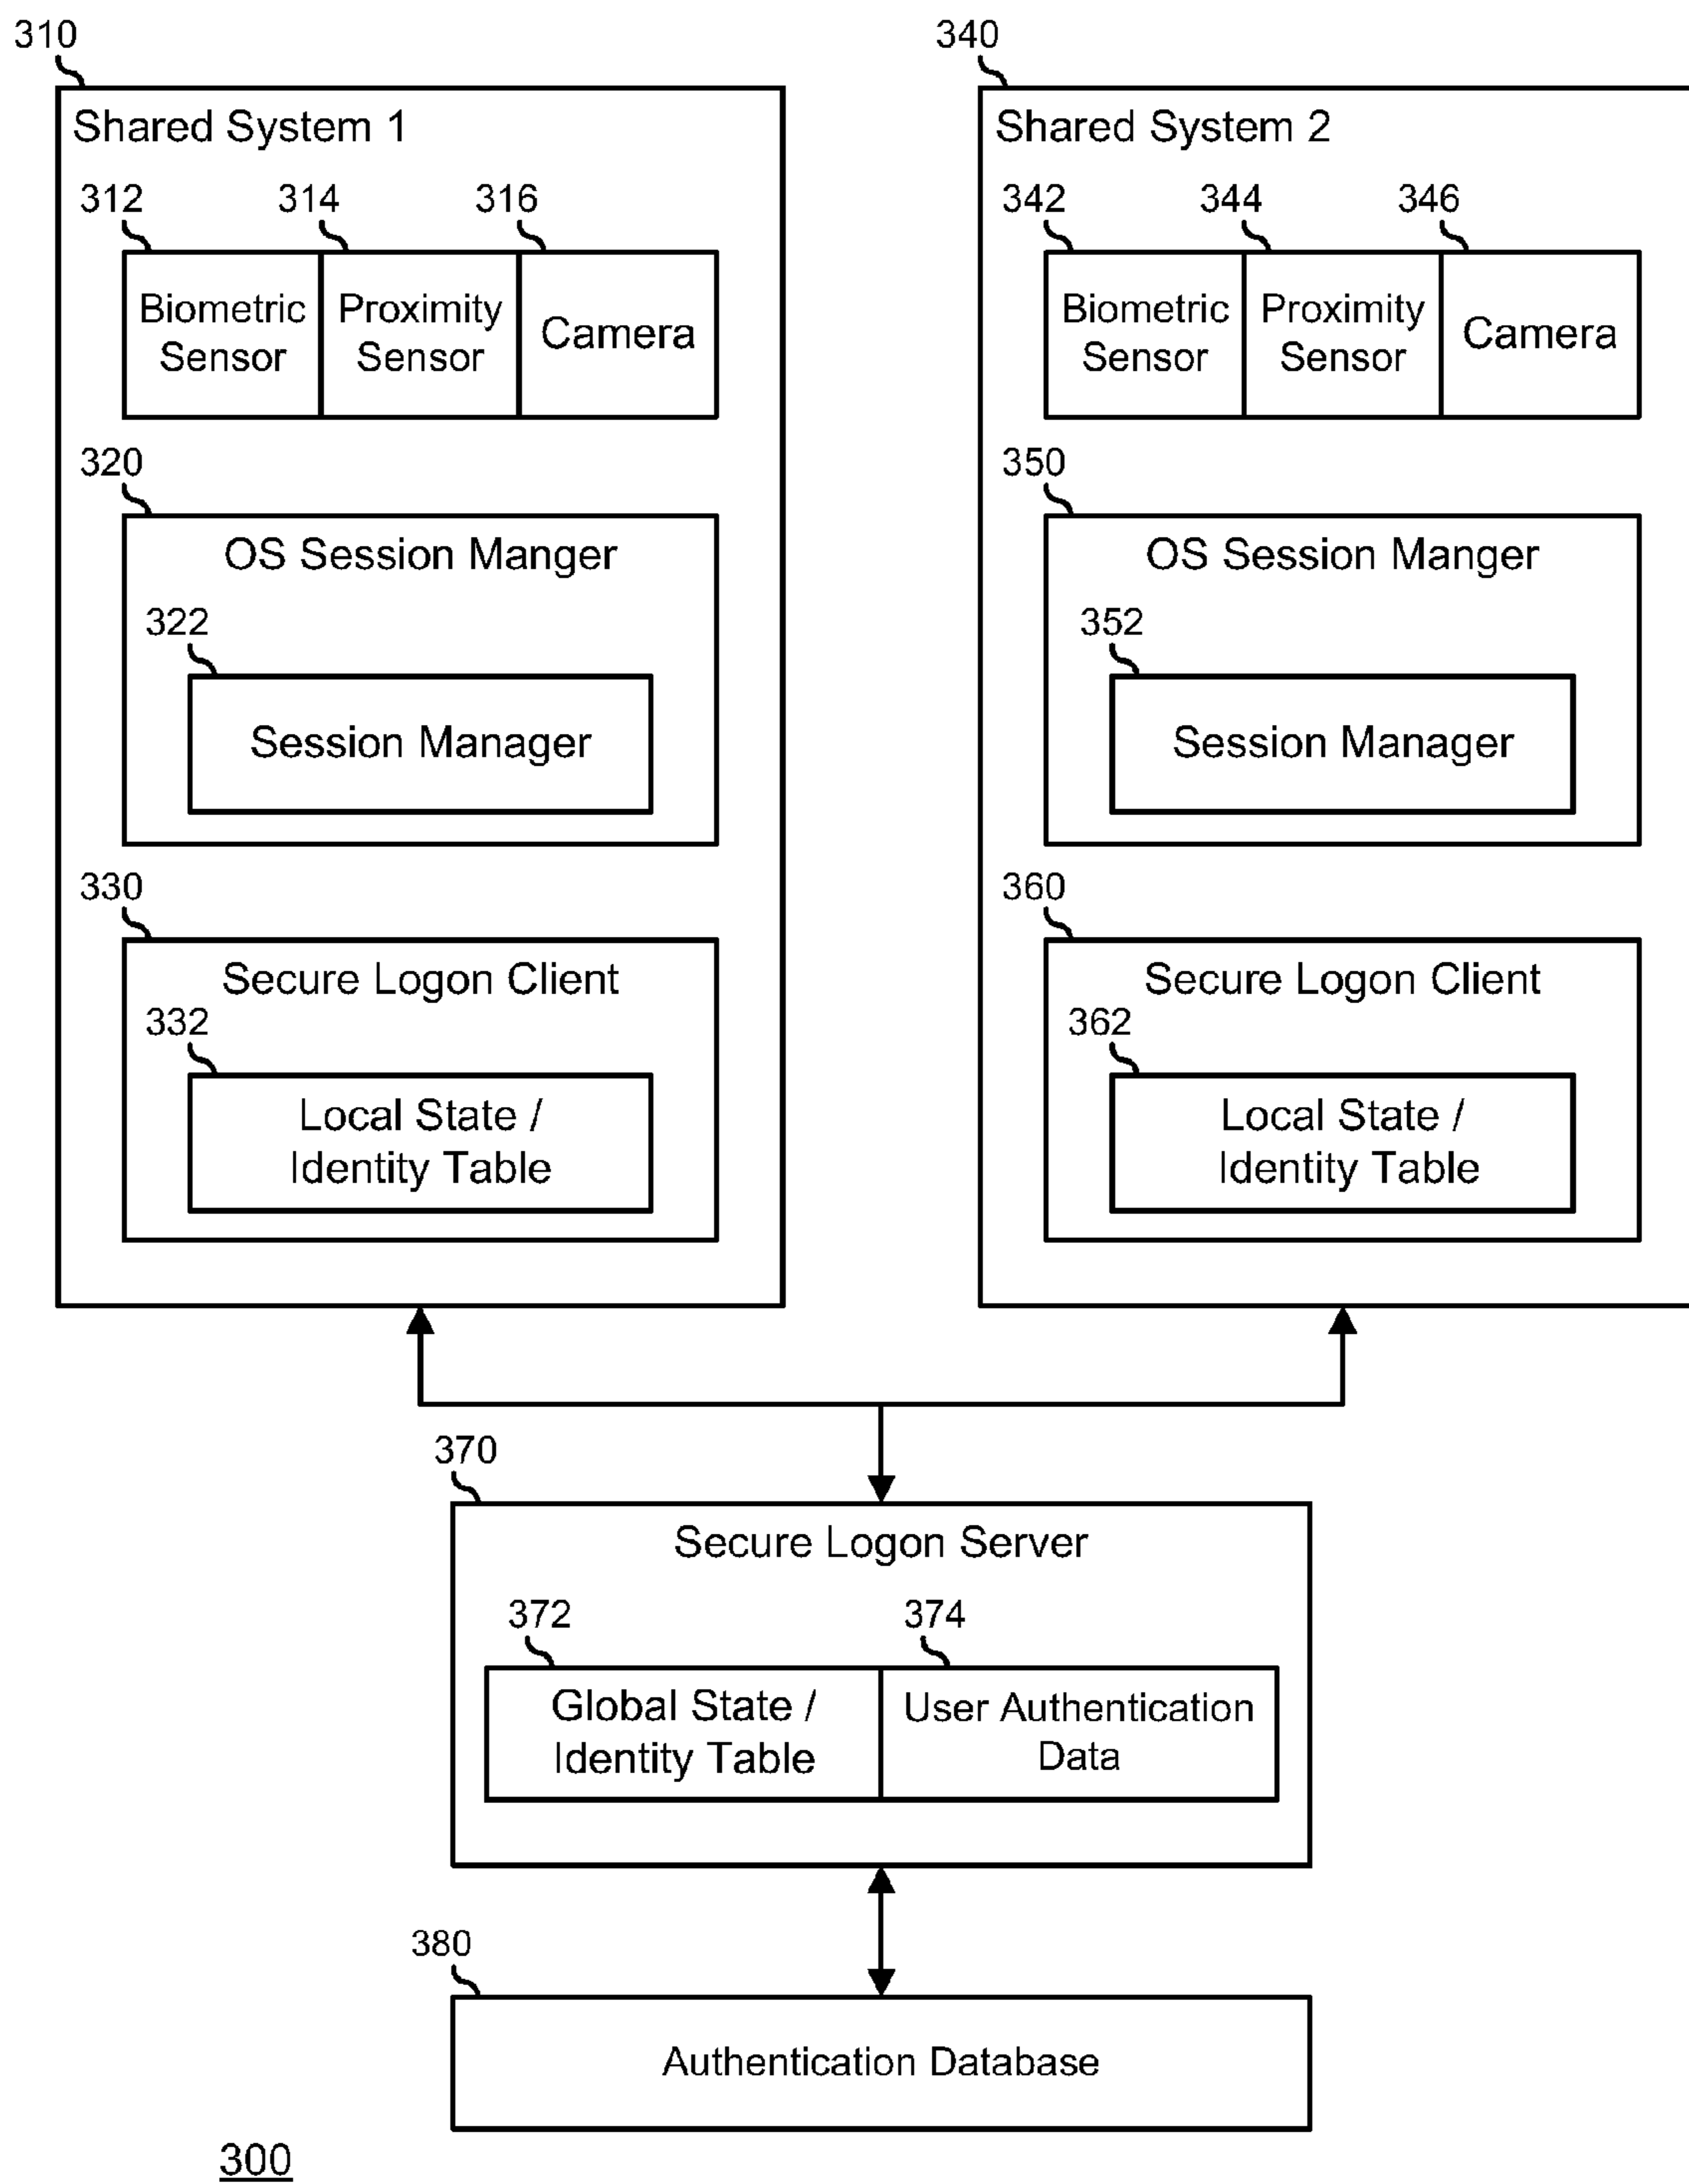 310
Shared System 1
312 314 316
Biometric Sensor
Proximity Sensor
Camera
320
OS Session Manger
322
Session Manager
330
Secure Logon Client
332
Local State /
Identity Table
340
Shared System 2
342 344 346
Biometric Sensor
Proximity Sensor
Camera
350
OS Session Manger
352
Session Manager
360
Secure Logon Client
362
Local State /
Identity Table
370
Secure Logon Server
372
Global State /
Identity Table
374
User Authentication
Data
380
Authentication Database
300